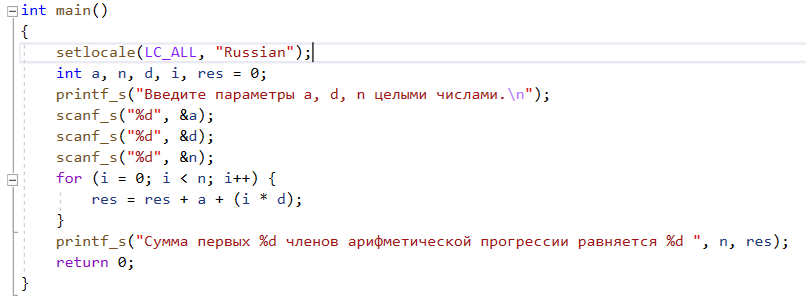 int main()
{
    setlocale(LC_ALL, "Russian");
    int a, n, d, i, res = 0;
    printf_s("Введите параметры a, d, n целыми числами.\n");
    scanf_s("%d", &a);
    scanf_s("%d", &d);
    scanf_s("%d", &n);
    for (i = 0; i < n; i++) {
        res = res + a + (i * d);
    }
    printf_s("Сумма первых %d членов арифметической прогрессии равняется %d ", n, res);
    return 0;
}